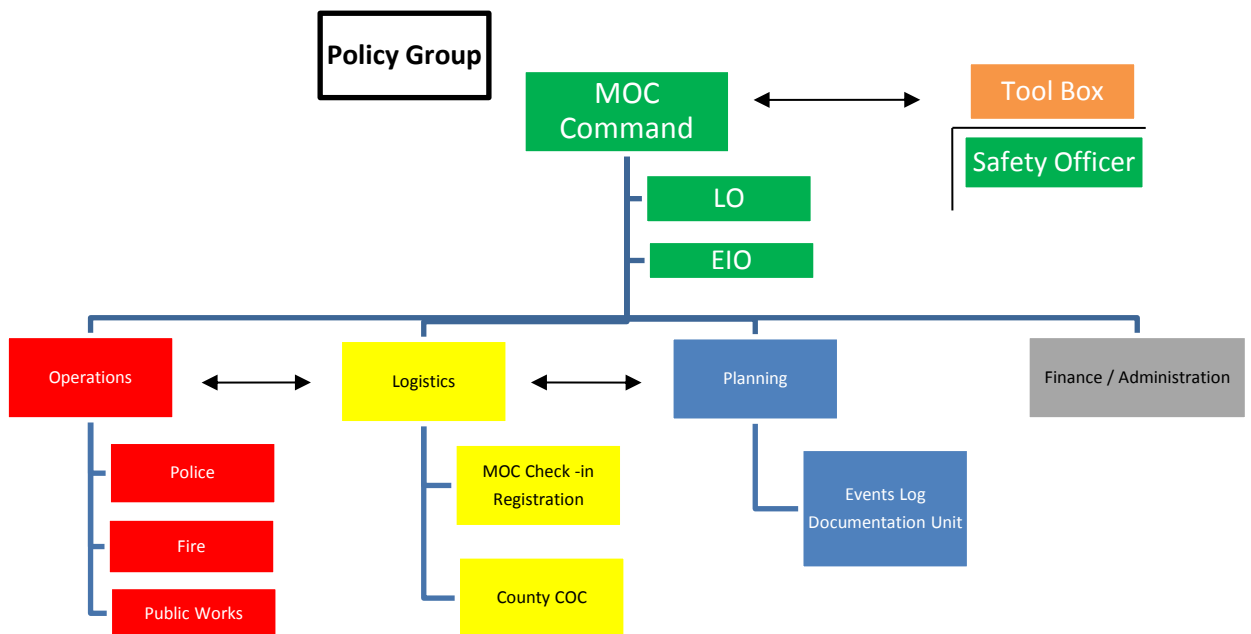 Policy Group
MOC
Command
Tool Box
Safety Officer
LO
EIO
Operations
Logistics
Planning
Finance / Administration
Police
Fire
Public Works
MOC Check -in
Registration
County COC
Events Log
Documentation Unit